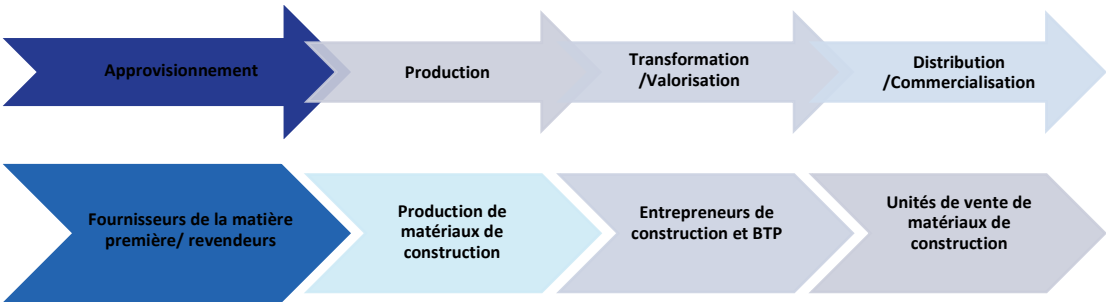 Approvisionnement
Production
Transformation
/Valorisation
Distribution
/Commercialisation
Fournisseurs de la matière
première/ revendeurs
Production de
matériaux de
construction
Entrepreneurs de
construction et BTP
Unités de vente de
matériaux de
construction